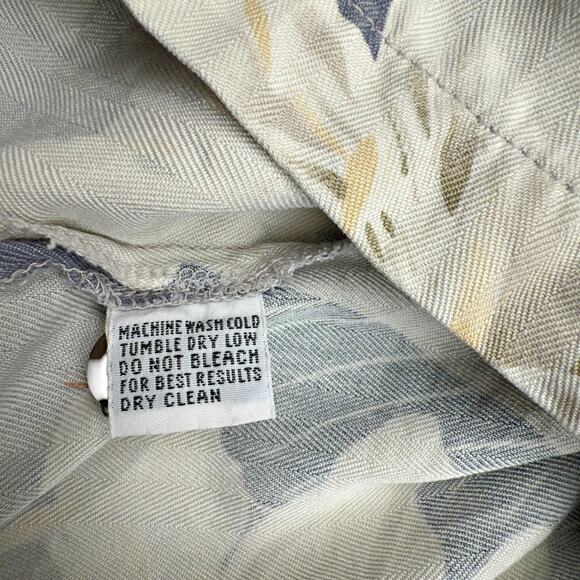 MACHINE WASH COLD
TUMBLE DRY LOW
DO NOT BLEACH
FOR BEST RESULTS
DRY CLEAN